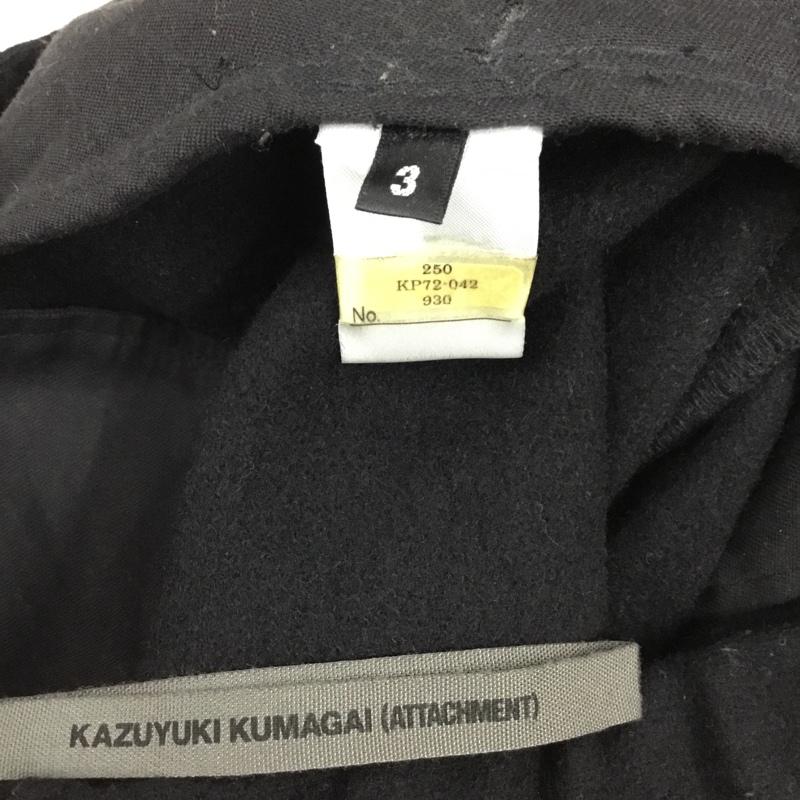 3
250
KP72-042
930
No.
KAZUYUKI KUMAGAI (ATTACHMENT)